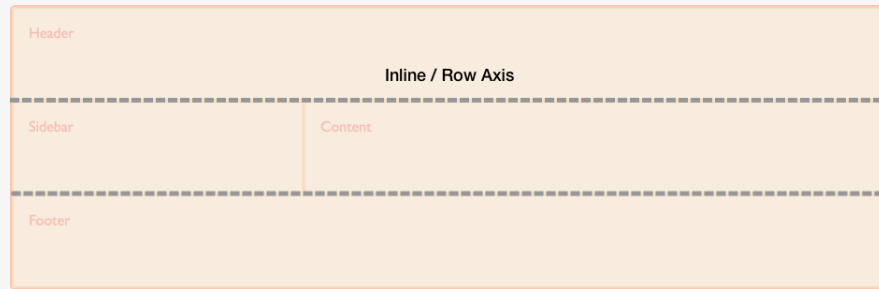 Header
Inline / Row Axis
Sidebar
Content
Footer